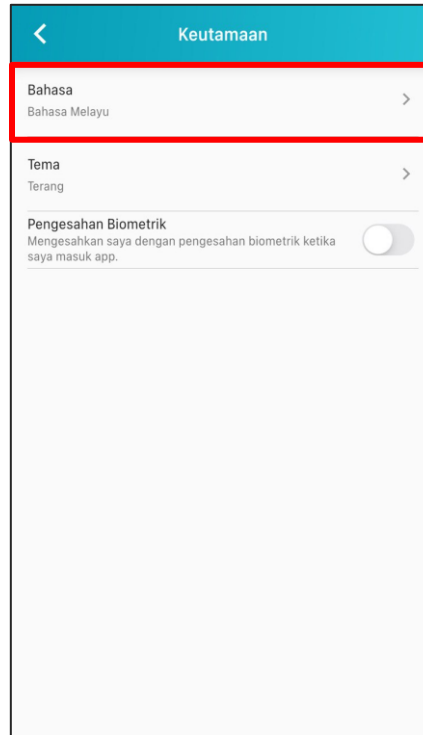 Keutamaan
Bahasa
Bahasa Melayu
Tema
Terang
Pengesahan Biometrik
Mengesahkan saya dengan pengesahan biometrik ketika
saya masuk app.